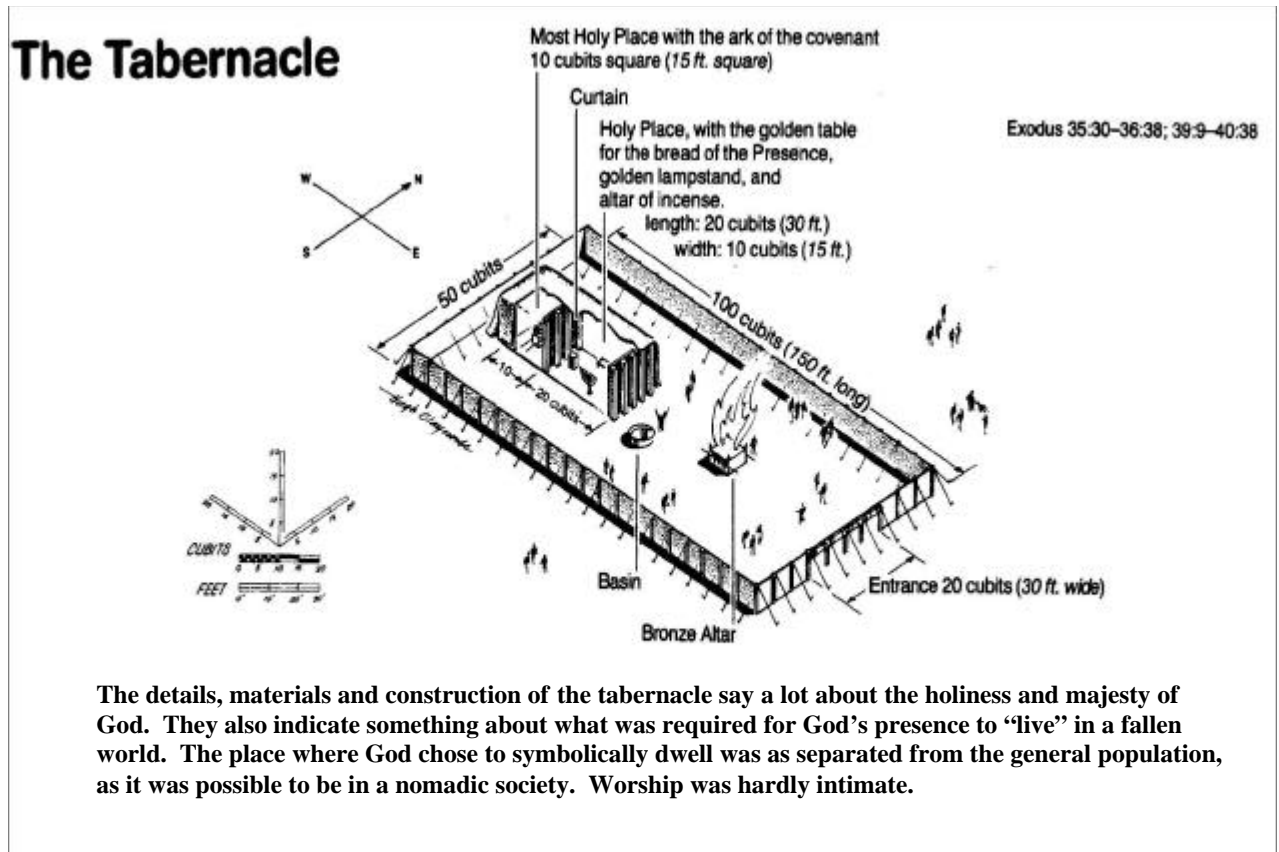 The Tabernacle
Most Holy Place with the ark of the covenant
10 cubits square (15 ft. square)
Curtain
Holy Place, with the golden table
for the bread of the Presence,
golden lampstand, and
altar of incense.
length: 20 cubits (30 ft.)
width: 10 cubits (15 ft.)
Exodus 35:30–36:38; 39:9–40:38
W
N
S
E
50 cubits
100 cubits (150 ft. long)
10
20 cubits
CUBITS
FEET
Basin
Bronze Altar
Entrance 20 cubits (30 ft. wide)
The details, materials and construction of the tabernacle say a lot about the holiness and majesty of
God. They also indicate something about what was required for God’s presence to “live” in a fallen
world. The place where God chose to symbolically dwell was as separated from the general population,
as it was possible to be in a nomadic society. Worship was hardly intimate.